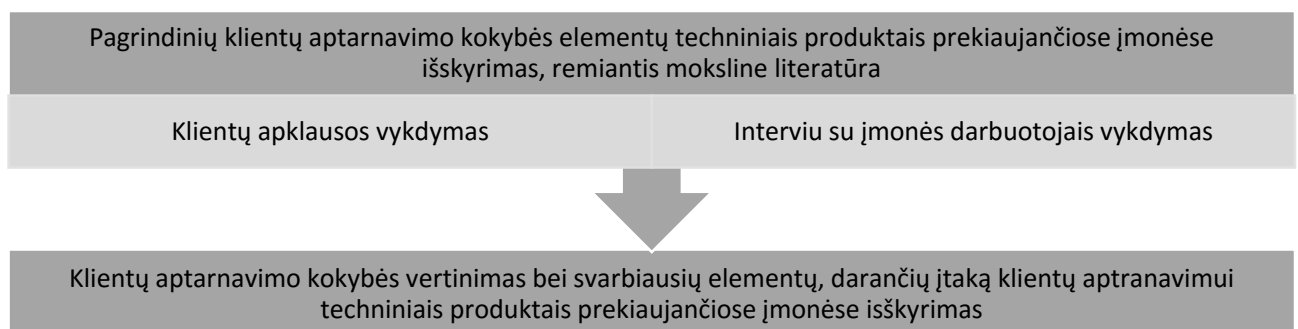 Pagrindinių klientų aptarnavimo kokybės elementų techniniais produktais prekiaujančiose įmonėse
išskyrimas, remiantis moksline literatūra
Klientų apklausos vykdymas
Interviu su įmonės darbuotojais vykdymas
Klientų aptarnavimo kokybės vertinimas bei svarbiausių elementų, darančių įtaką klientų aptranavimui
techniniais produktais prekiaujančiose įmonėse isškyrimas